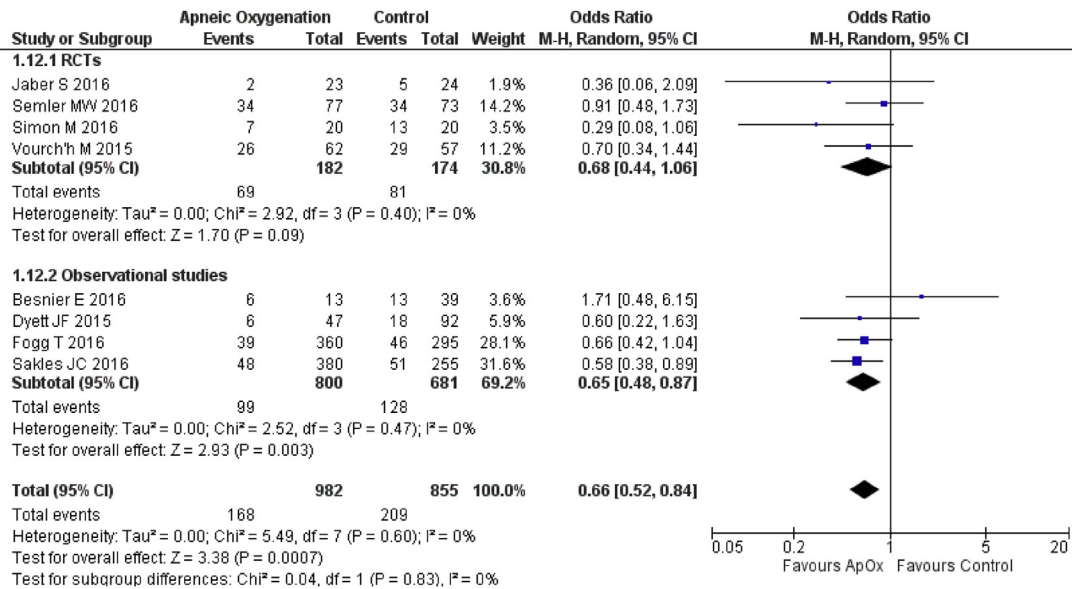 Apneic Oxygenation Control Odds Ratio Odds Ratio
Study or Subgroup Events Total Events Total Weight M-H, Random, 95% CI M-H, Random, 95% CI
1.12.1 RCTs
Jaber S 2016 2 23 5 24 1.9% 0.36 [0.06, 2.09]
Semler MW 2016 34 77 34 73 14.2% 0.91 [0.48, 1.73]
Simon M 2016 7 20 13 20 3.5% 0.29 [0.08, 1.06]
Vourc'h M 2015 26 62 29 57 11.2% 0.70 [0.34, 1.44]
Subtotal (95% CI) 182 174 30.8% 0.68 [0.44, 1.06]
Total events 69 81
Heterogeneity: Tau² = 0.00; Chi² = 2.92, df = 3 (P = 0.40); I² = 0%
Test for overall effect: Z = 1.70 (P = 0.09)
1.12.2 Observational studies
Besnier E 2016 6 13 13 39 3.6% 1.71 [0.48, 6.15]
Dyett JF 2015 6 47 18 92 5.9% 0.60 [0.22, 1.63]
Fogg T 2016 39 360 46 295 28.1% 0.66 [0.42, 1.04]
Sakles JC 2016 48 380 51 255 31.6% 0.58 [0.38, 0.89]
Subtotal (95% CI) 800 681 69.2% 0.65 [0.48, 0.87]
Total events 99 128
Heterogeneity: Tau² = 0.00; Chi² = 2.52, df = 3 (P = 0.47); I² = 0%
Test for overall effect: Z = 2.93 (P = 0.003)
Total (95% CI) 982 855 100.0% 0.66 [0.52, 0.84]
Total events 168 209
Heterogeneity: Tau² = 0.00; Chi² = 5.49, df = 7 (P = 0.60); I² = 0%
Test for overall effect: Z = 3.38 (P = 0.0007)
Test for subgroup differences: Chi² = 0.04, df = 1 (P = 0.83), I² = 0%
0.05 0.2 1 5 20
Favours ApOx Favours Control